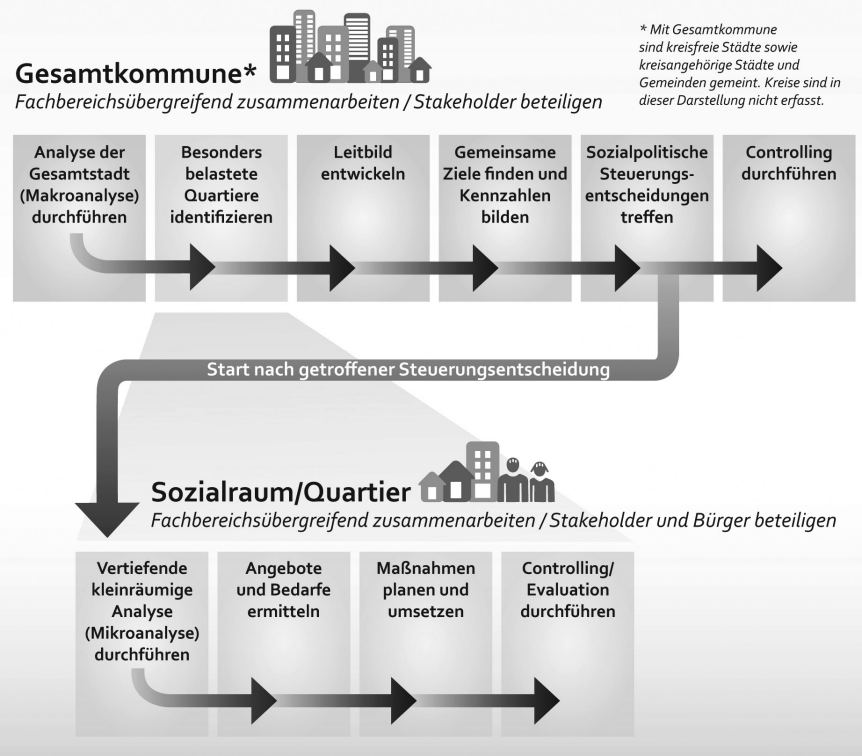 Gesamtkommune*
Fachbereichsübergreifend zusammenarbeiten / Stakeholder beteiligen
* Mit Gesamtkommune
sind kreisfreie Städte sowie
kreisangehörige Städte und
Gemeinden gemeint. Kreise sind in
dieser Darstellung nicht erfasst.
Analyse der
Gesamtstadt
(Makroanalyse)
durchführen
Besonders
belastete
Quartiere
identifizieren
Leitbild
entwickeln
Gemeinsame
Ziele finden und
Kennzahlen
bilden
Sozialpolitische
Steuerungs-
entscheidungen
treffen
Controlling
durchführen
Start nach getroffener Steuerungsentscheidung
Sozialraum/Quartier
Fachbereichsübergreifend zusammenarbeiten / Stakeholder und Bürger beteiligen
Vertiefende
kleinräumige
Analyse
(Mikroanalyse)
durchführen
Angebote
und Bedarfe
ermitteln
Maßnahmen
planen und
umsetzen
Controlling/
Evaluation
durchführen